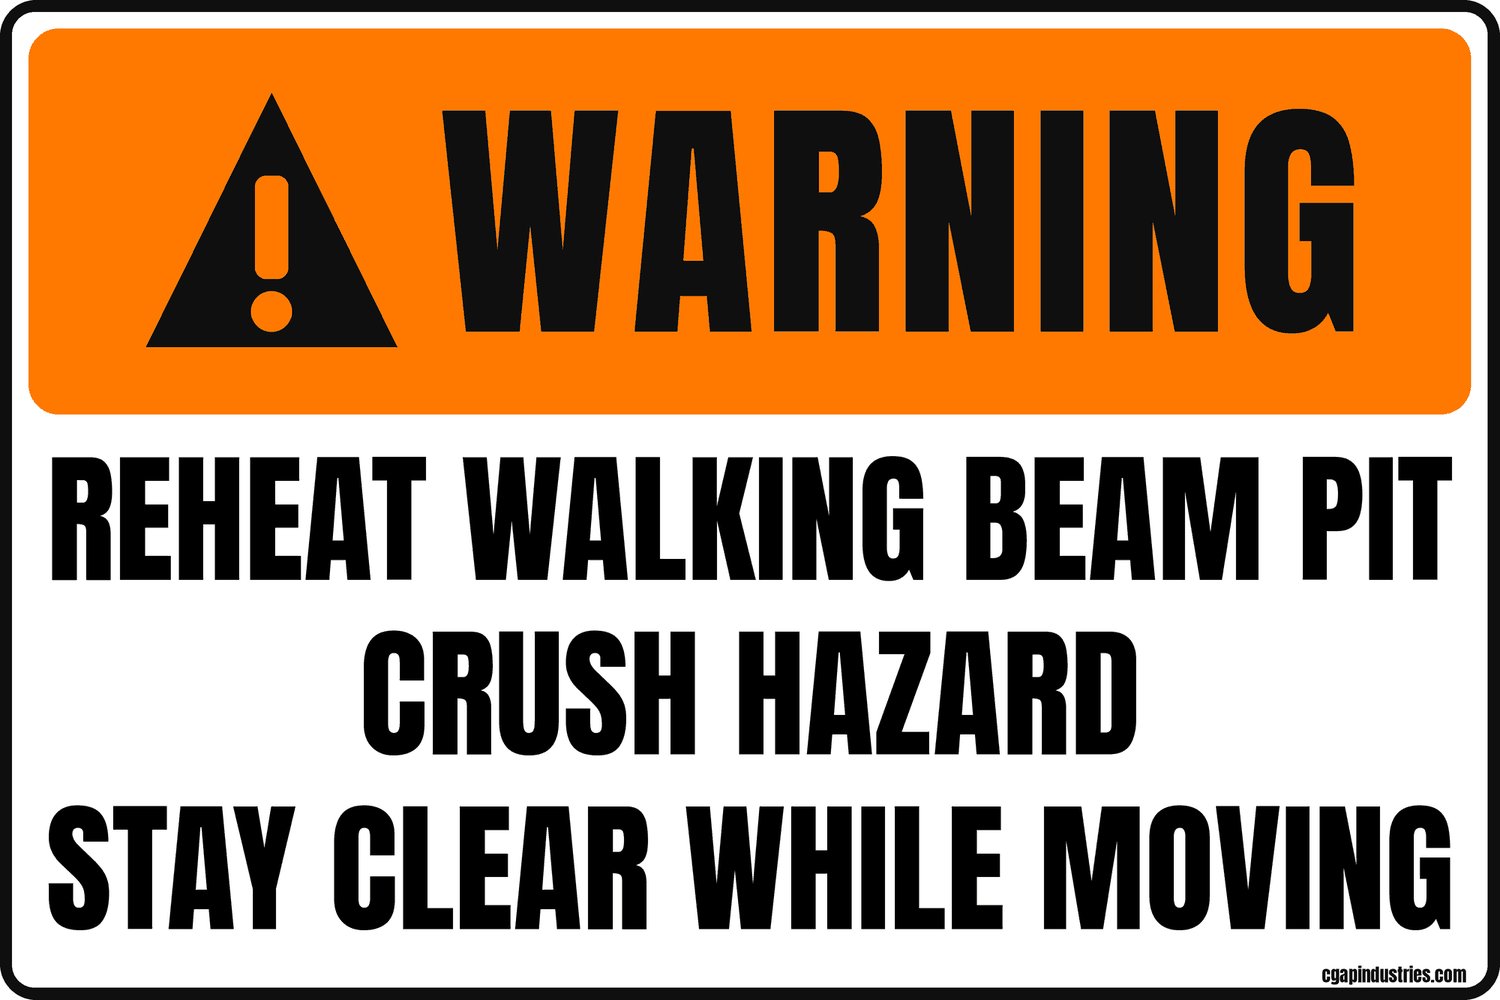 WARNING
REHEAT WALKING BEAM PIT
CRUSH HAZARD
STAY CLEAR WHILE MOVING
cgapindustries.com